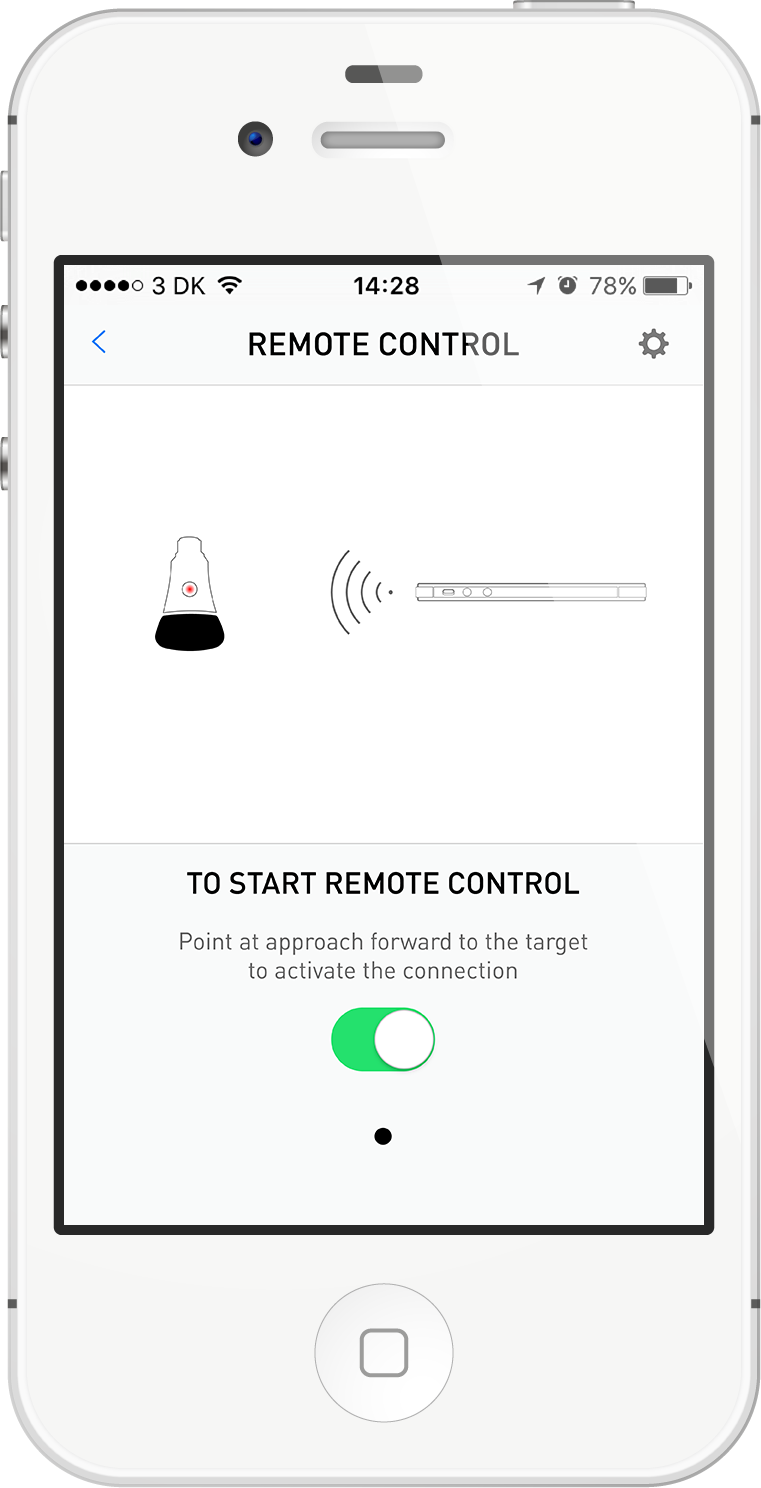 3 DK 14:28 78%
REMOTE CONTROL
TO START REMOTE CONTROL
Point at approach forward to the target
to activate the connection